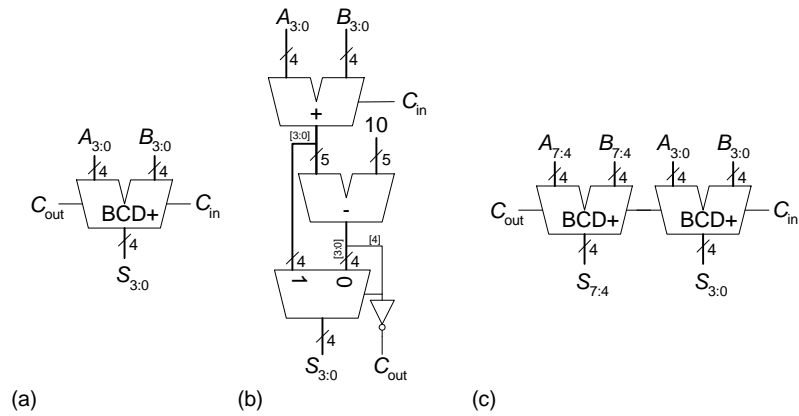 A3:0 B3:0
4 4
Cout BCD+ Cin
4
S3:0
(a)
A3:0 B3:0
4 4
+ Cin
[3:0] 10
5 5
-
[3:0] [4]
4 4
1 0
4
S3:0 Cout
(b)
A7:4 B7:4 A3:0 B3:0
4 4 4 4
Cout BCD+ BCD+ Cin
4 4
S7:4 S3:0
(c)